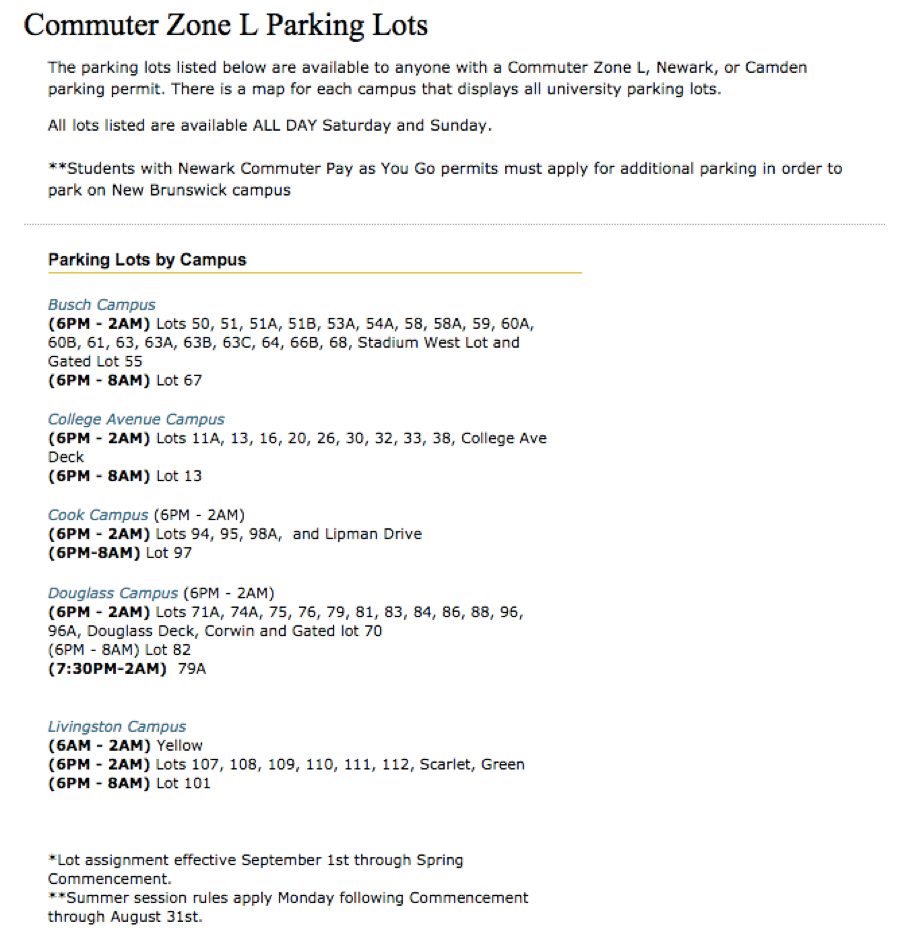 Commuter Zone L Parking Lots
The parking lots listed below are available to anyone with a Commuter Zone L, Newark, or Camden
parking permit. There is a map for each campus that displays all university parking lots.
All lots listed are available ALL DAY Saturday and Sunday.
**Students with Newark Commuter Pay as You Go permits must apply for additional parking in order to
park on New Brunswick campus
Parking Lots by Campus
Busch Campus
(6PM - 2AM) Lots 50, 51, 51A, 51B, 53A, 54A, 58, 58A, 59, 60A,
60B, 61, 63, 63A, 63B, 63C, 64, 66B, 68, Stadium West Lot and
Gated Lot 55
(6PM - 8AM) Lot 67
College Avenue Campus
(6PM - 2AM) Lots 11A, 13, 16, 20, 26, 30, 32, 33, 38, College Ave
Deck
(6PM - 8AM) Lot 13
Cook Campus (6PM - 2AM)
(6PM - 2AM) Lots 94, 95, 98A, and Lipman Drive
(6PM-8AM) Lot 97
Douglass Campus (6PM - 2AM)
(6PM - 2AM) Lots 71A, 74A, 75, 76, 79, 81, 83, 84, 86, 88, 96,
96A, Douglass Deck, Corwin and Gated lot 70
(6PM - 8AM) Lot 82
(7:30PM-2AM) 79A
Livingston Campus
(6AM - 2AM) Yellow
(6PM - 2AM) Lots 107, 108, 109, 110, 111, 112, Scarlet, Green
(6PM - 8AM) Lot 101
*Lot assignment effective September 1st through Spring
Commencement.
**Summer session rules apply Monday following Commencement
through August 31st.